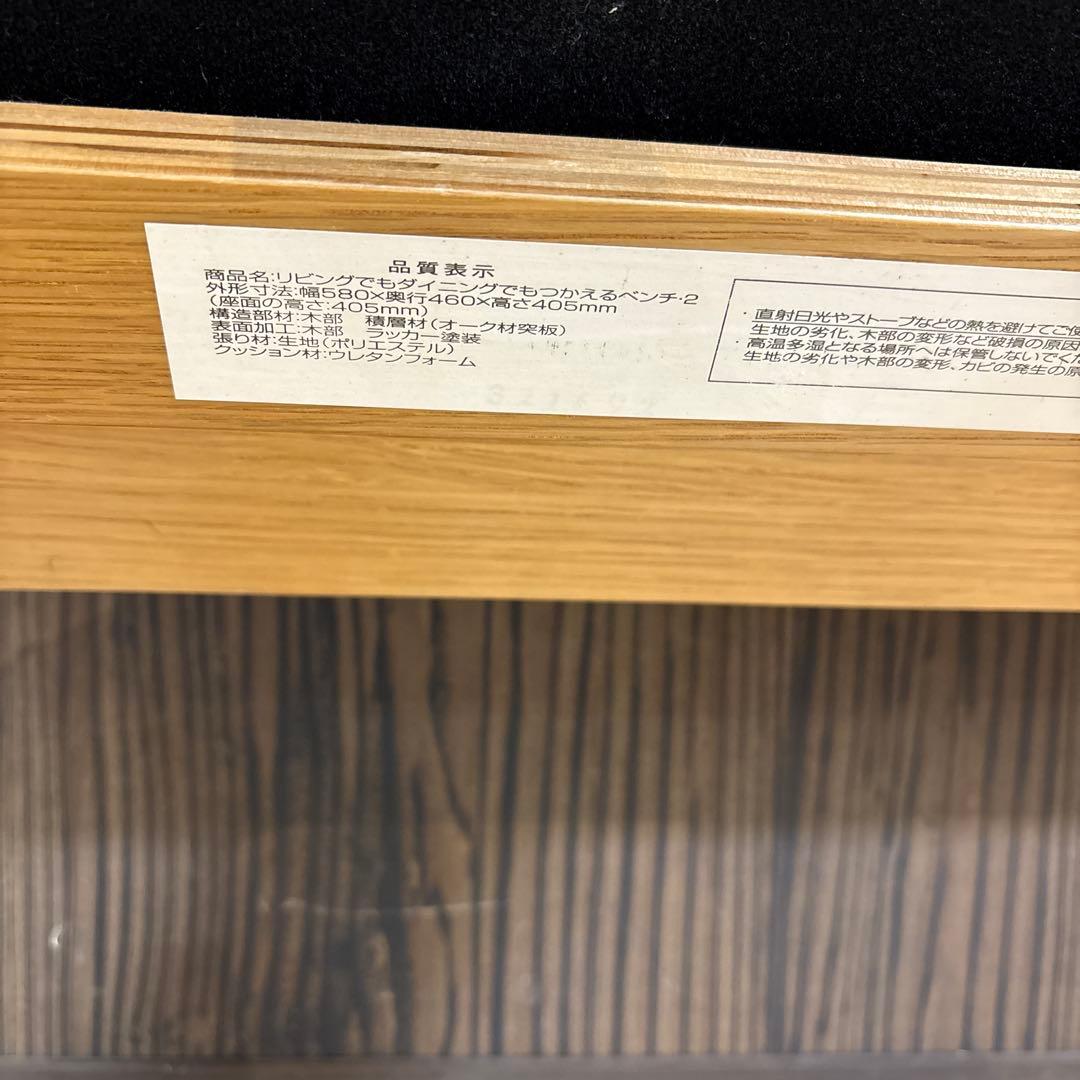 品質表示
商品名:リビングでもダイニングでもつかえるベンチ・2
外形寸法:幅580×奥行460×高さ405mm
(座面の高さ:405mm)
構造部材:木部 積層材(オーク材突板)
表面加工:木部 ラッカー塗装
張り材:生地(ポリエステル)
クッション材:ウレタンフォーム
・直射日光やストーブなどの熱を避けてご使
生地の劣化、木部の変形など破損の原因
・高温多湿となる場所へは保管しないでくだ
生地の劣化や木部の変形、カビの発生の原